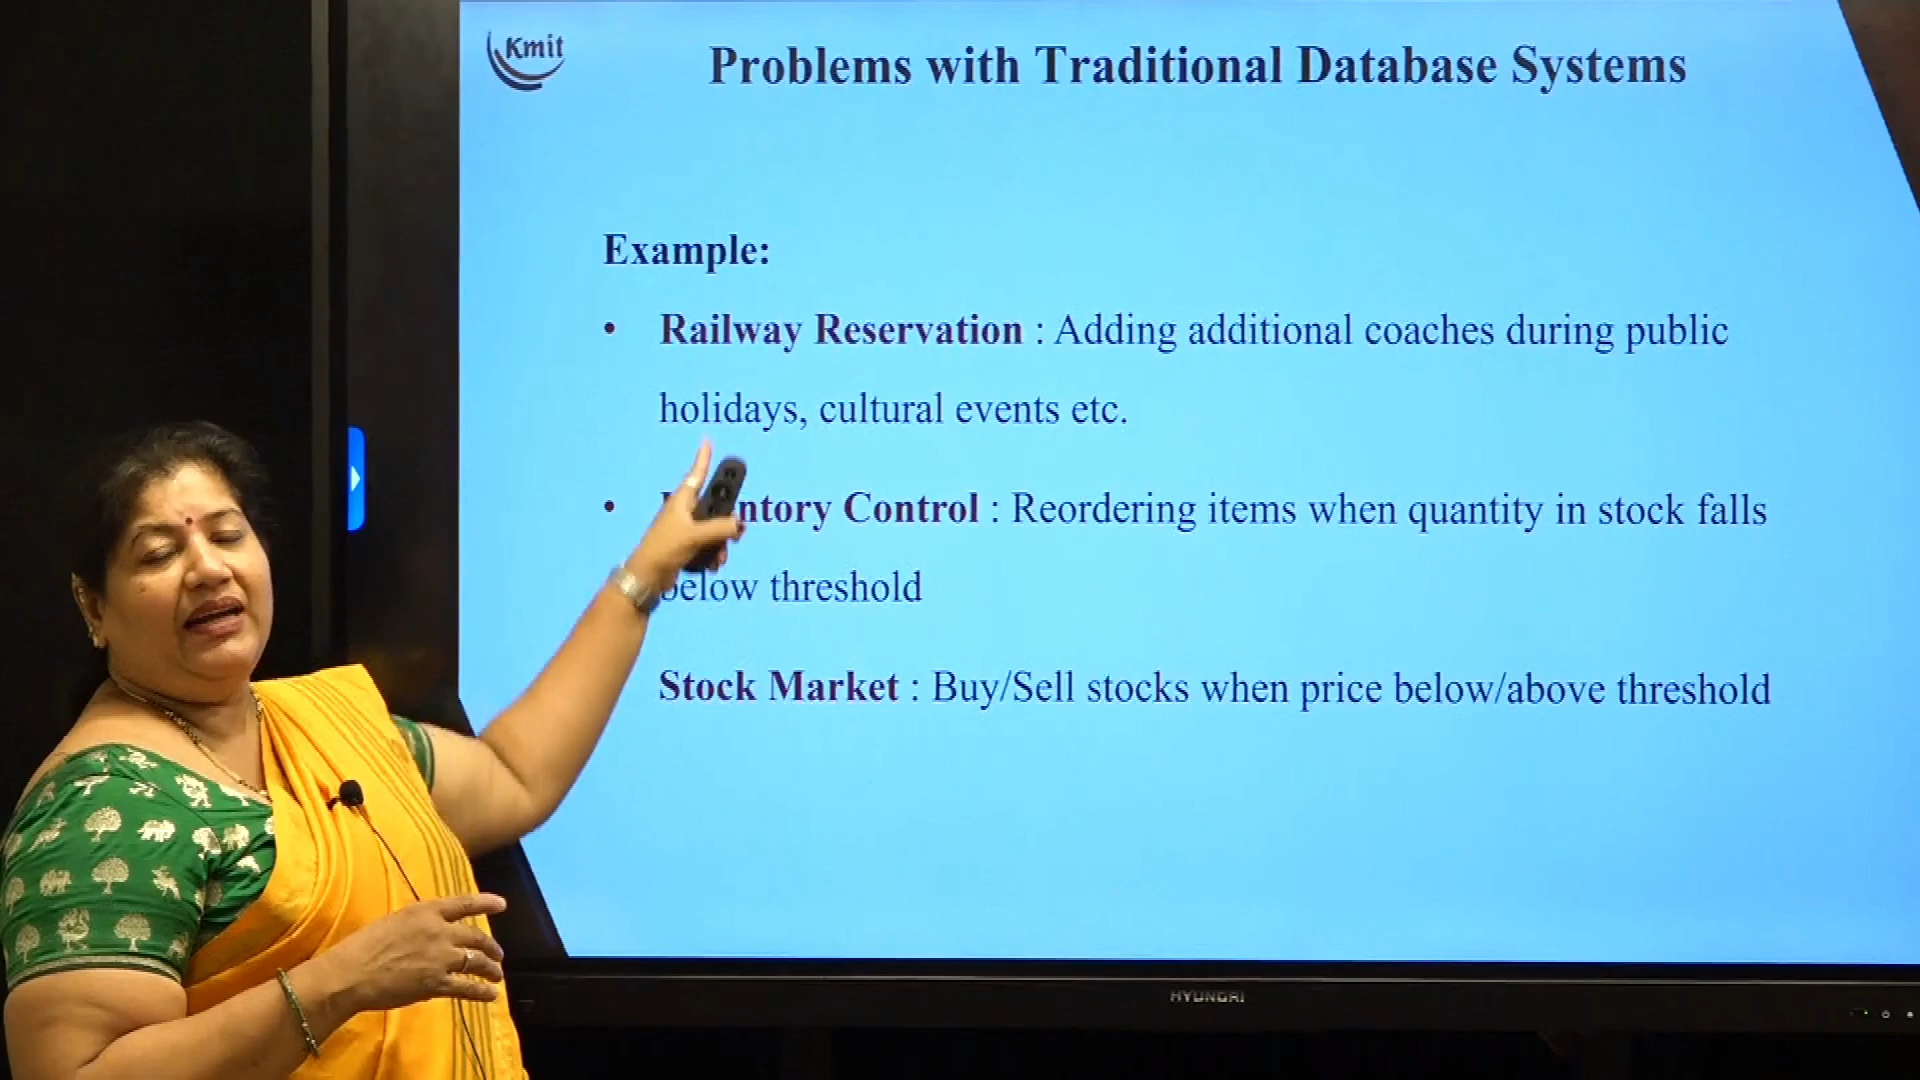 Kmit
Problems with Traditional Database Systems
Example:
• Railway Reservation : Adding additional coaches during public
holidays, cultural events etc.
• Control : Reordering items when quantity in stock falls
below threshold
Stock Market : Buy/Sell stocks when price below/above threshold
HYUNDAI